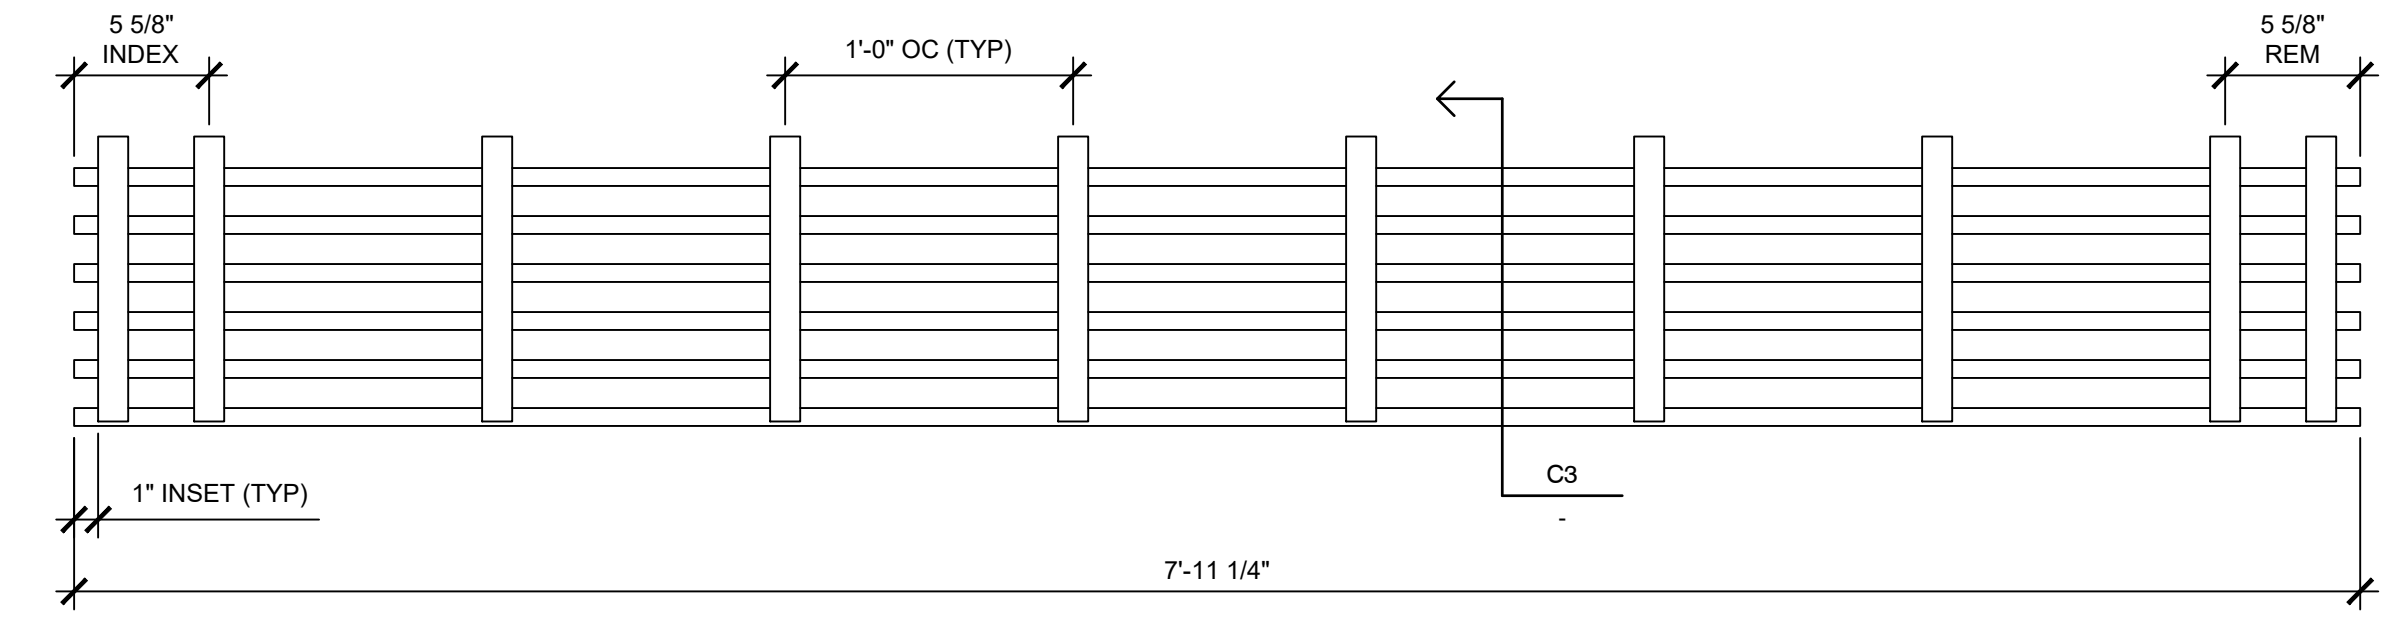 5 5/8"
INDEX
1'-0" OC (TYP)
5 5/8"
REM
C3
-
1" INSET (TYP)
7'-11 1/4"